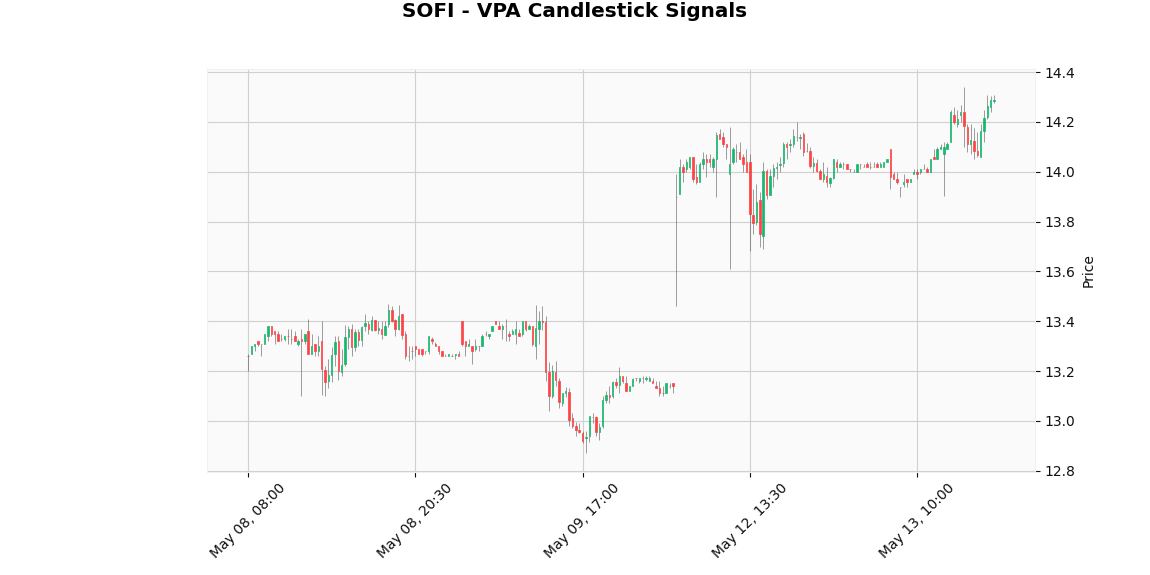 SOFI - VPA Candlestick Signals
14.4
14.2
14.0
13.8
13.6
13.4
13.2
13.0
12.8
Price
May 08, 08:00
May 08, 20:30
May 09, 17:00
May 12, 13:30
May 13, 10:00